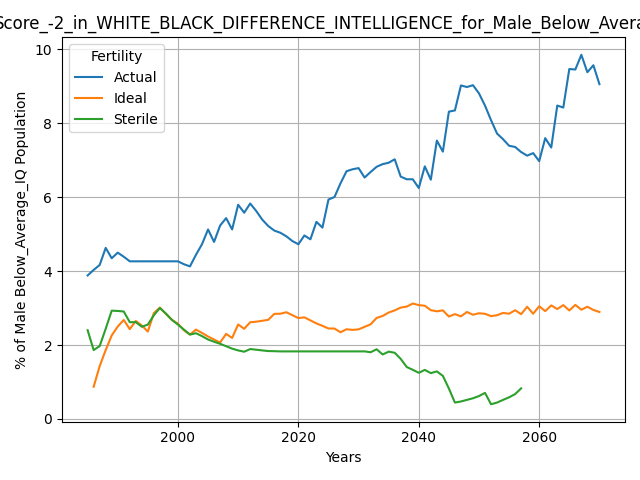 Score_-2_in_WHITE_BLACK_DIFFERENCE_INTELLIGENCE_for_Male_Below_Avera
Fertility
Actual
Ideal
Sterile
% of Male Below_Average_IQ Population
10
8
6
4
2
0
2000 2020 2040 2060
Years